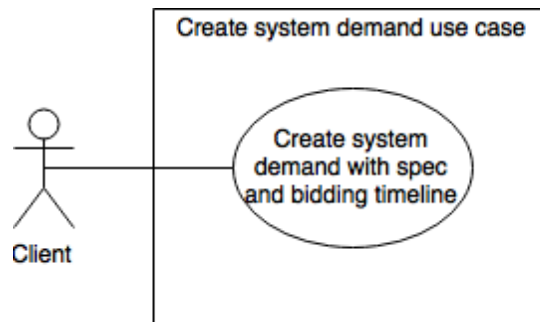 Create system demand use case
Create system
demand with spec
and bidding timeline
Client